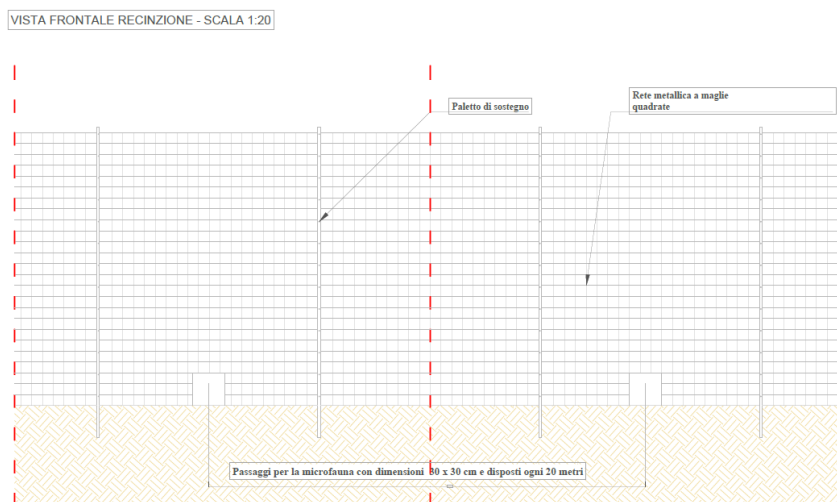 VISTA FRONTALE RECINZIONE - SCALA 1:20
Paletto di sostegno
Rete metallica a maglie
quadrate
Passaggi per la microfauna con dimensioni 30 x 30 cm e disposti ogni 20 metri